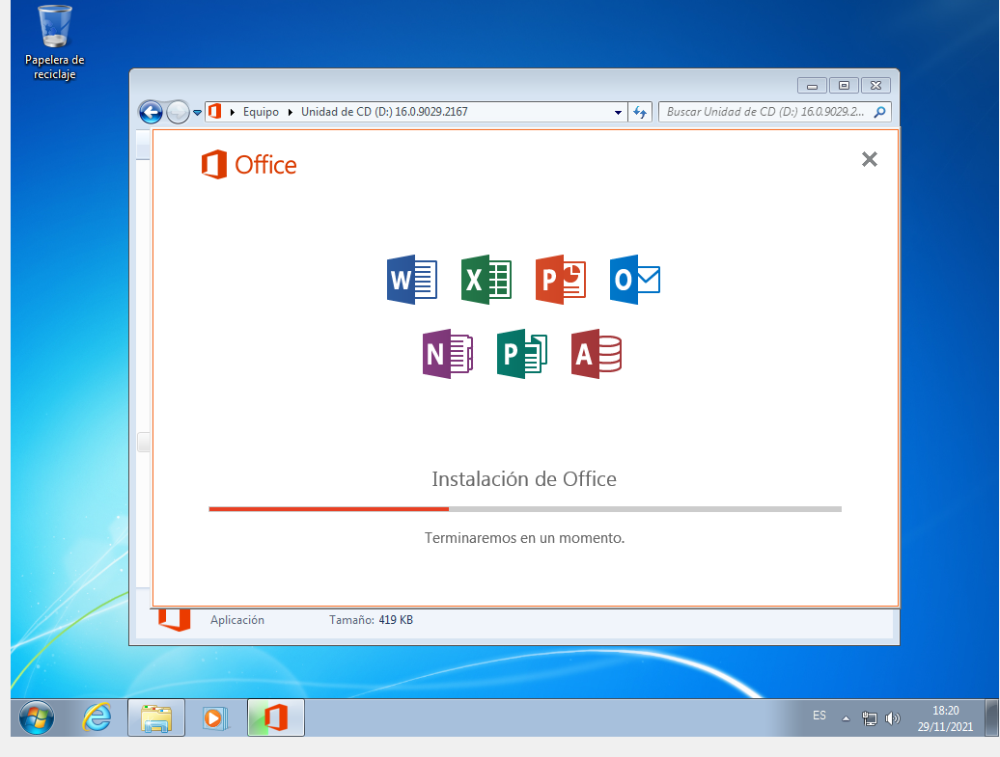 Papelera de
reciclaje
Equipo Unidad de CD (D:) 16.0.9029.2167
Buscar Unidad de CD (D:) 16.0.9029.2...
Office
W X P O
N P A
Instalación de Office
Terminaremos en un momento.
Aplicación Tamaño: 419 KB
ES
18:20
29/11/2021